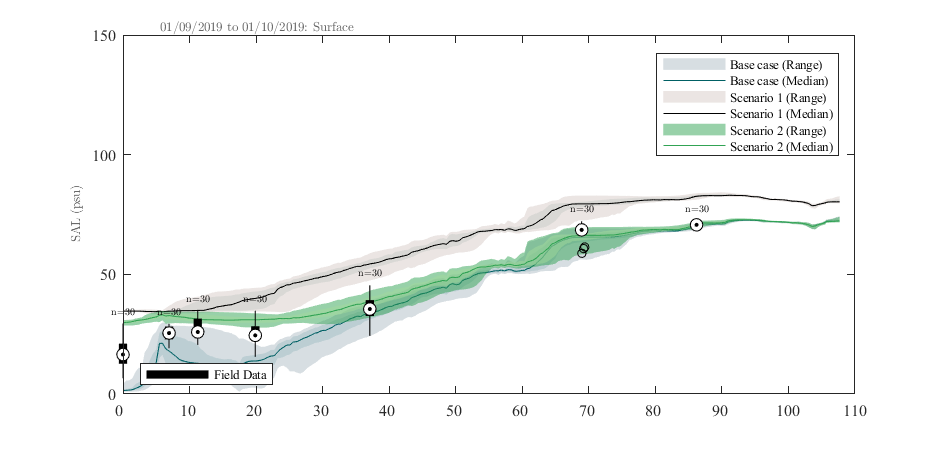 01/09/2019 to 01/10/2019: Surface
150
100
50
0
SAL (psu)
Base case (Range)
Base case (Median)
Scenario 1 (Range)
Scenario 1 (Median)
Scenario 2 (Range)
Scenario 2 (Median)
n=30
n=30
n=30
n=30
n=30
n=30
n=30
Field Data
0 10 20 30 40 50 60 70 80 90 100 110